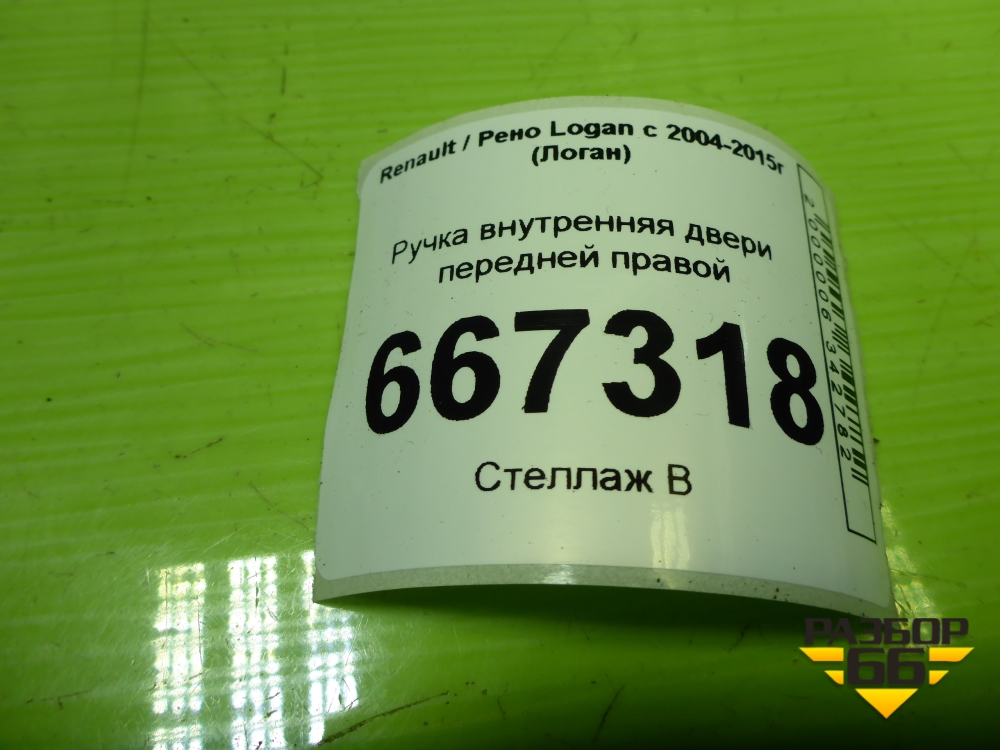 Renault / Рено Logan с 2004-2015г
(Логан)
Ручка внутренняя двери
передней правой
667318
Стеллаж В
2000006342782
РАЗБОР
66